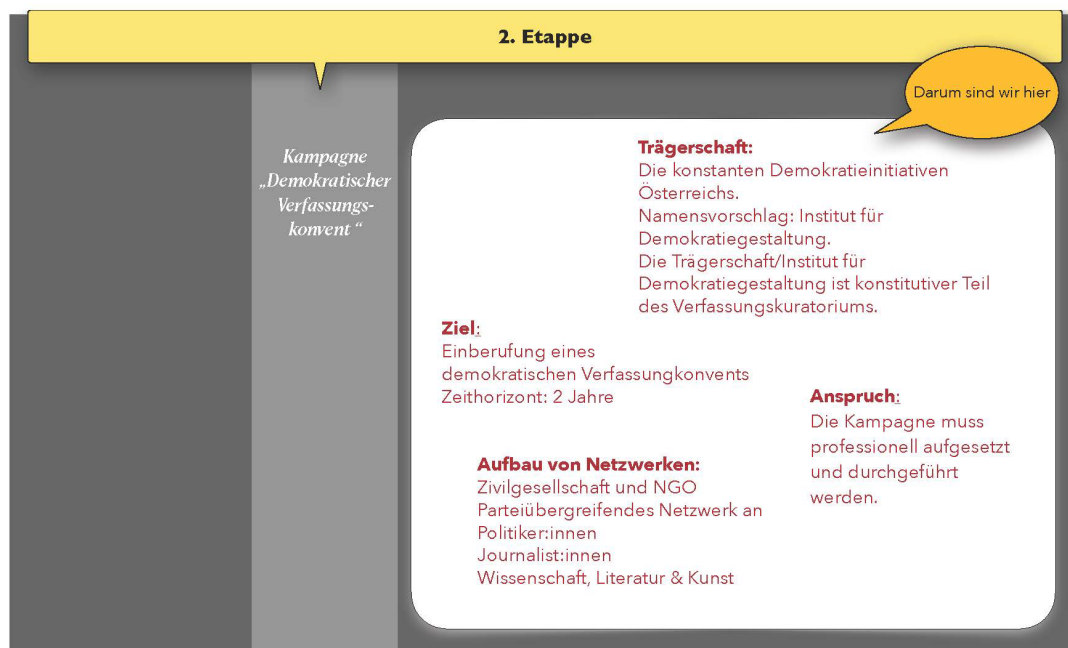 2. Etappe
Darum sind wir hier
Kampagne
„Demokratischer
Verfassungs-
konvent “
Trägerschaft:
Die konstanten Demokratieinitiativen
Österreichs.
Namensvorschlag: Institut für
Demokratiegestaltung.
Die Trägerschaft/Institut für
Demokratiegestaltung ist konstitutiver Teil
des Verfassungskuratoriums.
Ziel:
Einberufung eines
demokratischen Verfassungkonvents
Zeithorizont: 2 Jahre
Anspruch:
Die Kampagne muss
professionell aufgesetzt
und durchgeführt
werden.
Aufbau von Netzwerken:
Zivilgesellschaft und NGO
Parteiübergreifendes Netzwerk an
Politiker:innen
Journalist:innen
Wissenschaft, Literatur & Kunst